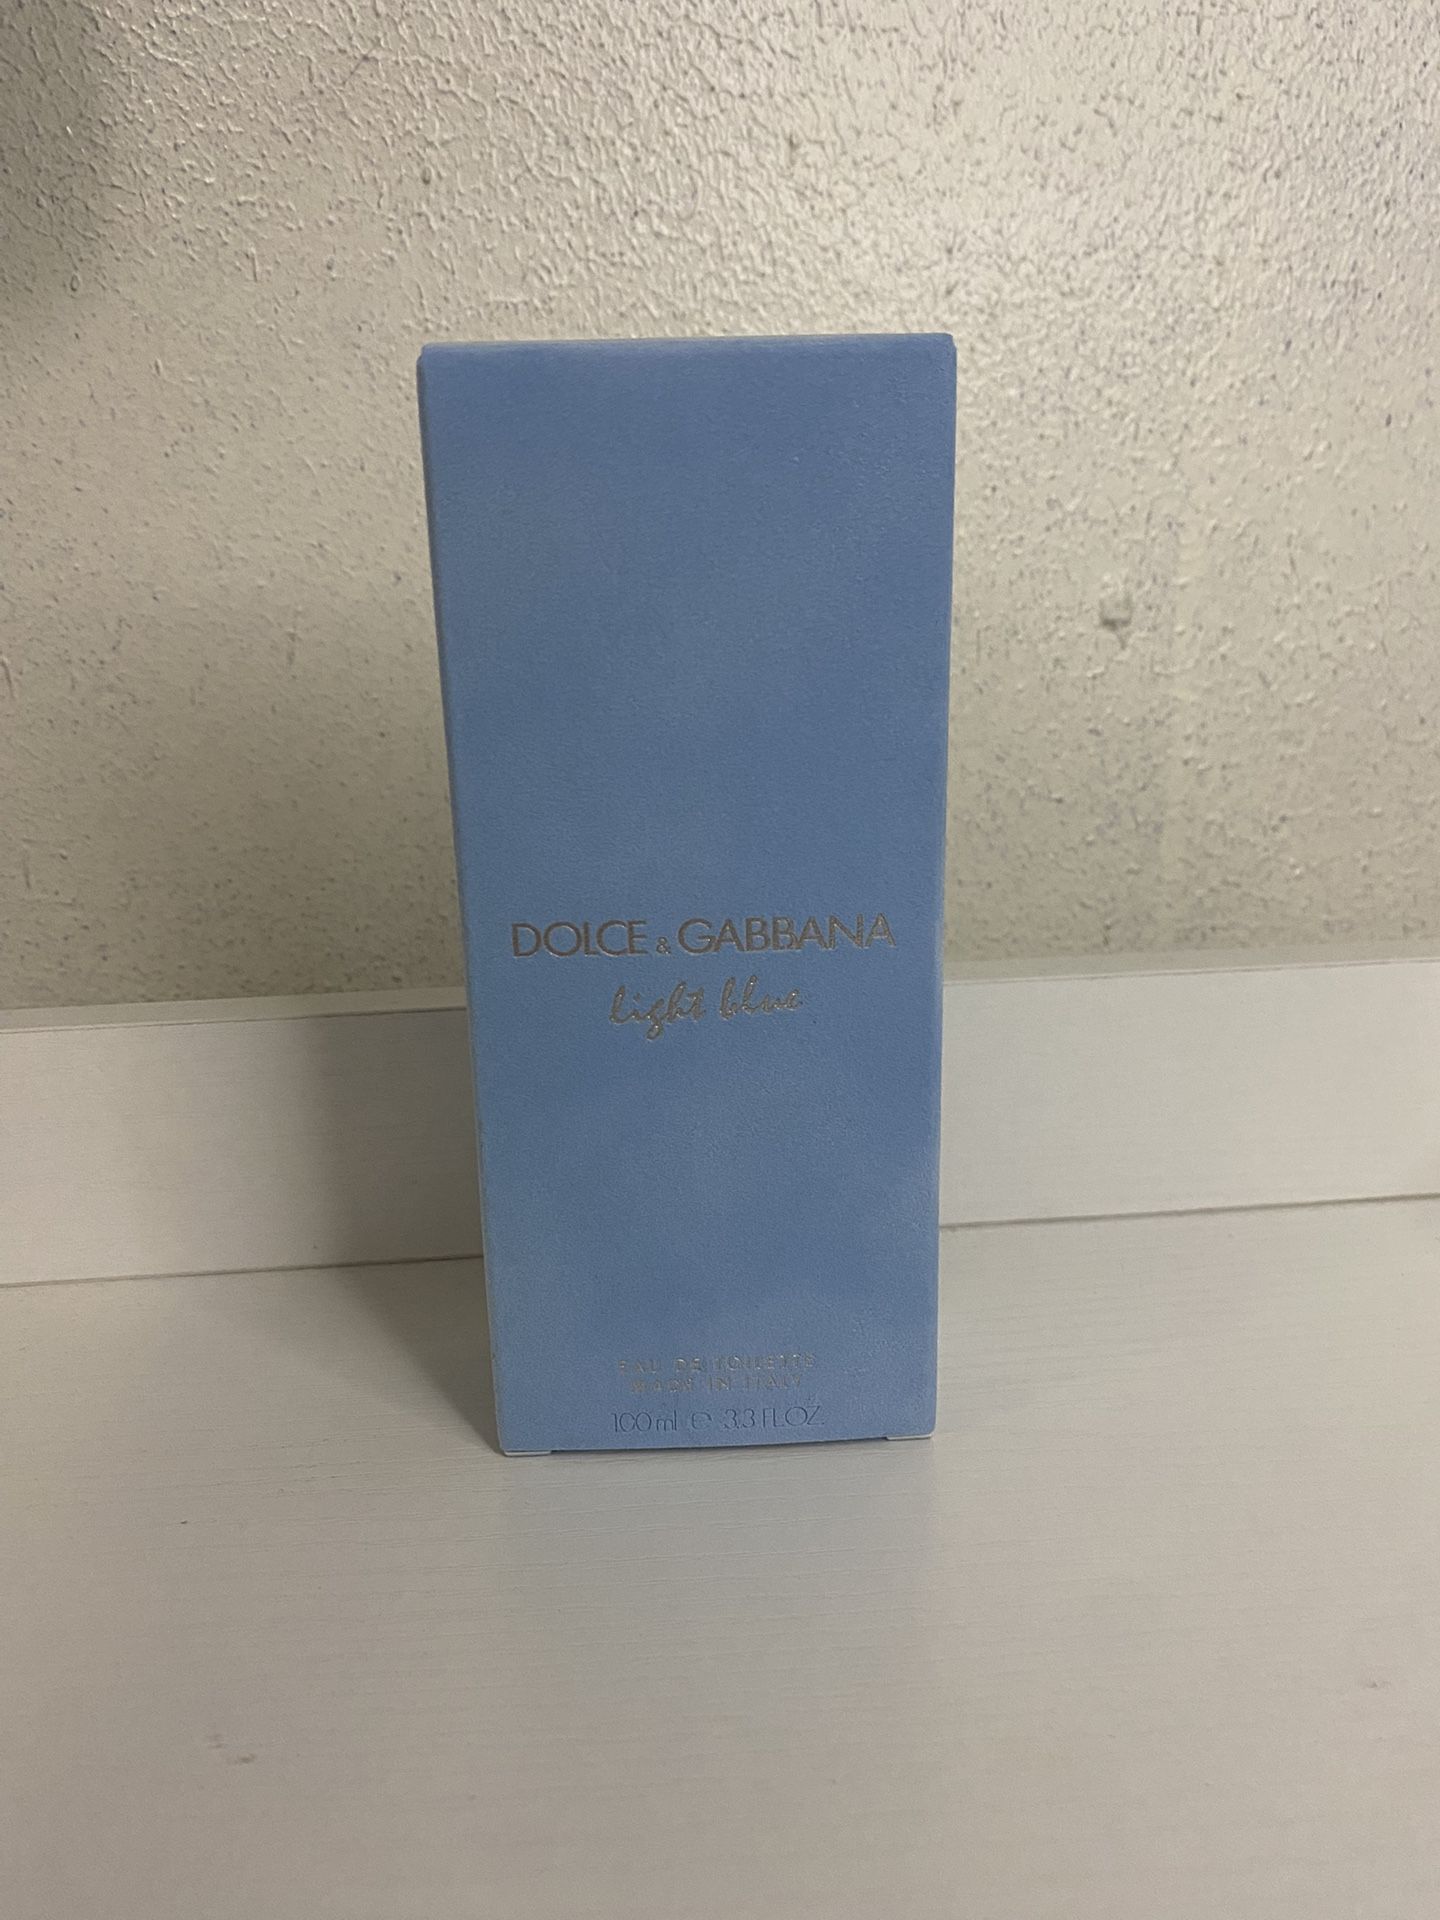 DOLCE & GABBANA
light blue
EAU DE TOILETTE
MADE IN ITALY
100 ml ℮ 3.3 FL.OZ.